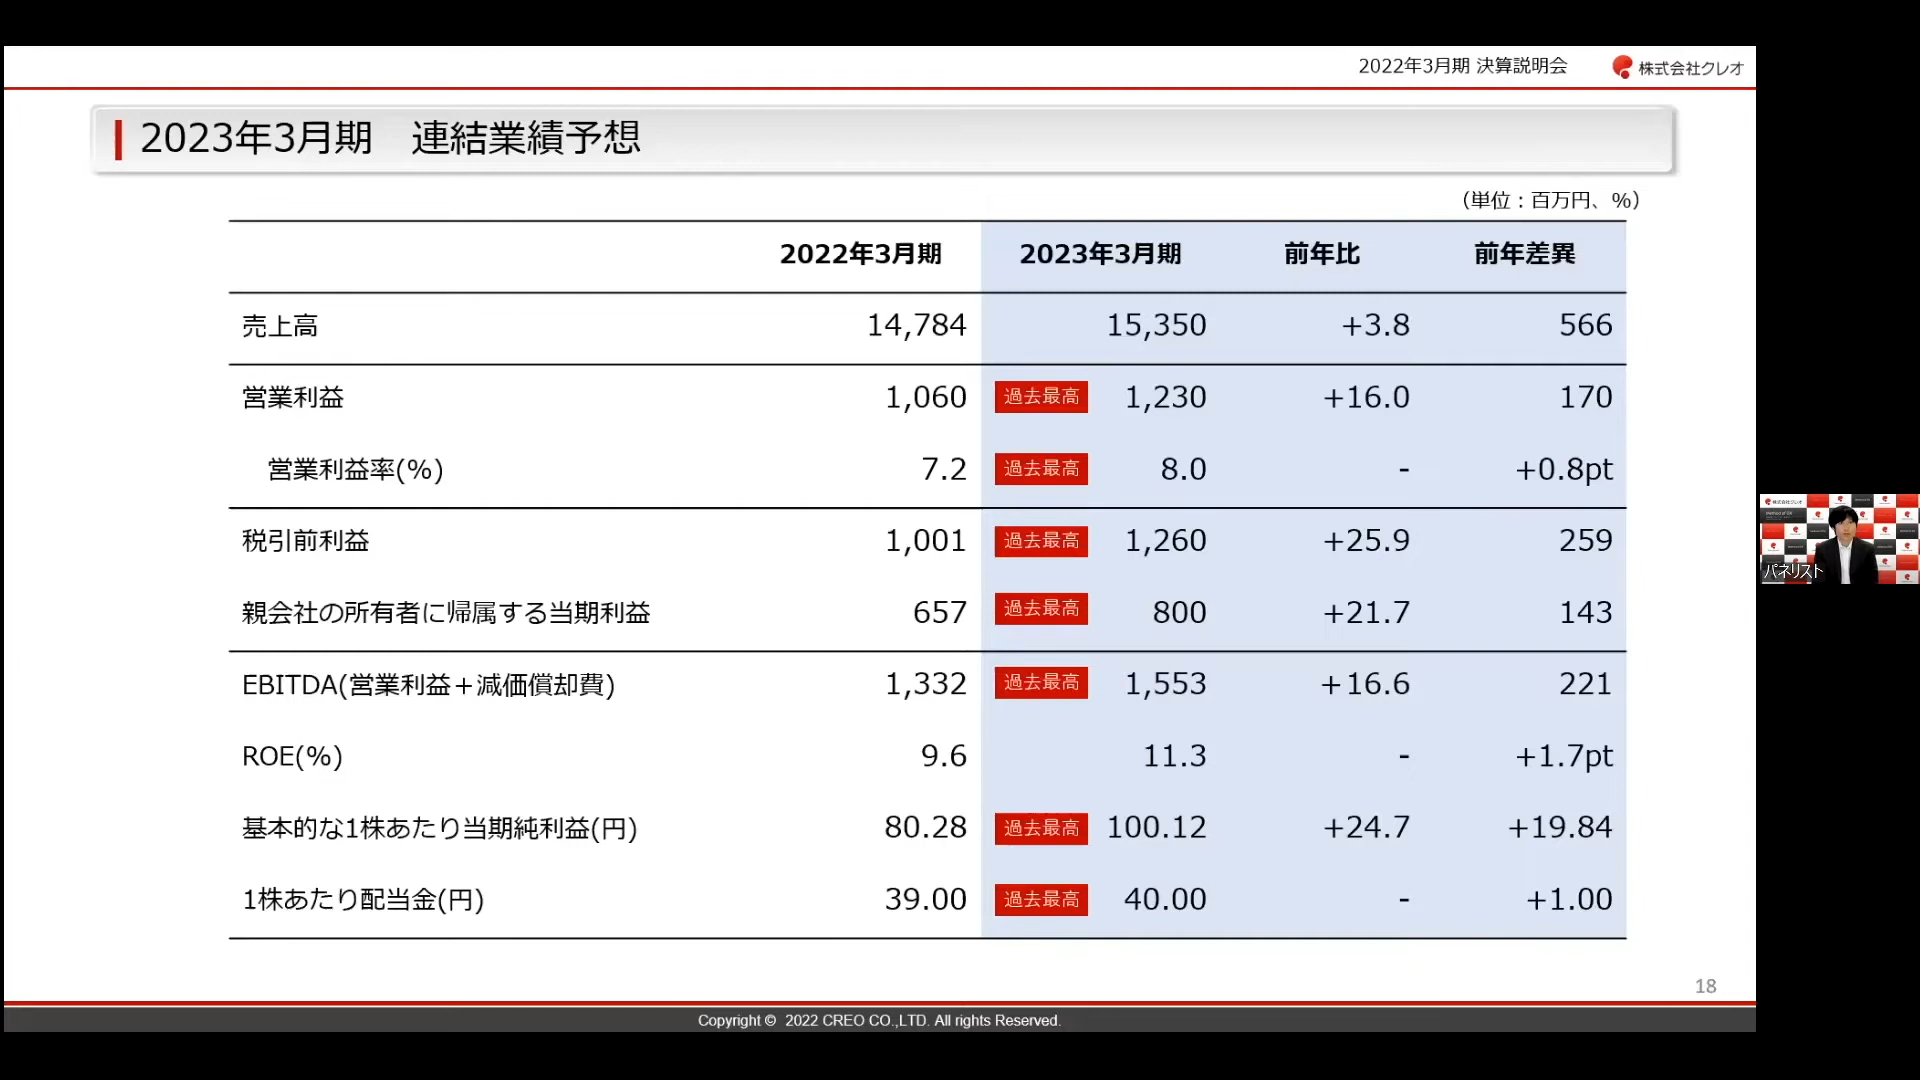 2022年3月期 決算説明会 株式会社クレオ
2023年3月期 連結業績予想
（単位：百万円、%）
2022年3月期 2023年3月期 前年比 前年差異
売上高 14,784 15,350 +3.8 566
営業利益 1,060 過去最高 1,230 +16.0 170
営業利益率(%) 7.2 過去最高 8.0 - +0.8pt
税引前利益 1,001 過去最高 1,260 +25.9 259
親会社の所有者に帰属する当期利益 657 過去最高 800 +21.7 143
EBITDA(営業利益＋減価償却費) 1,332 過去最高 1,553 +16.6 221
ROE(%) 9.6 11.3 - +1.7pt
基本的な1株あたり当期純利益(円) 80.28 過去最高 100.12 +24.7 +19.84
1株あたり配当金(円) 39.00 過去最高 40.00 - +1.00
18
Copyright © 2022 CREO CO.,LTD. All rights Reserved.
株式会社クレオ
パネリスト